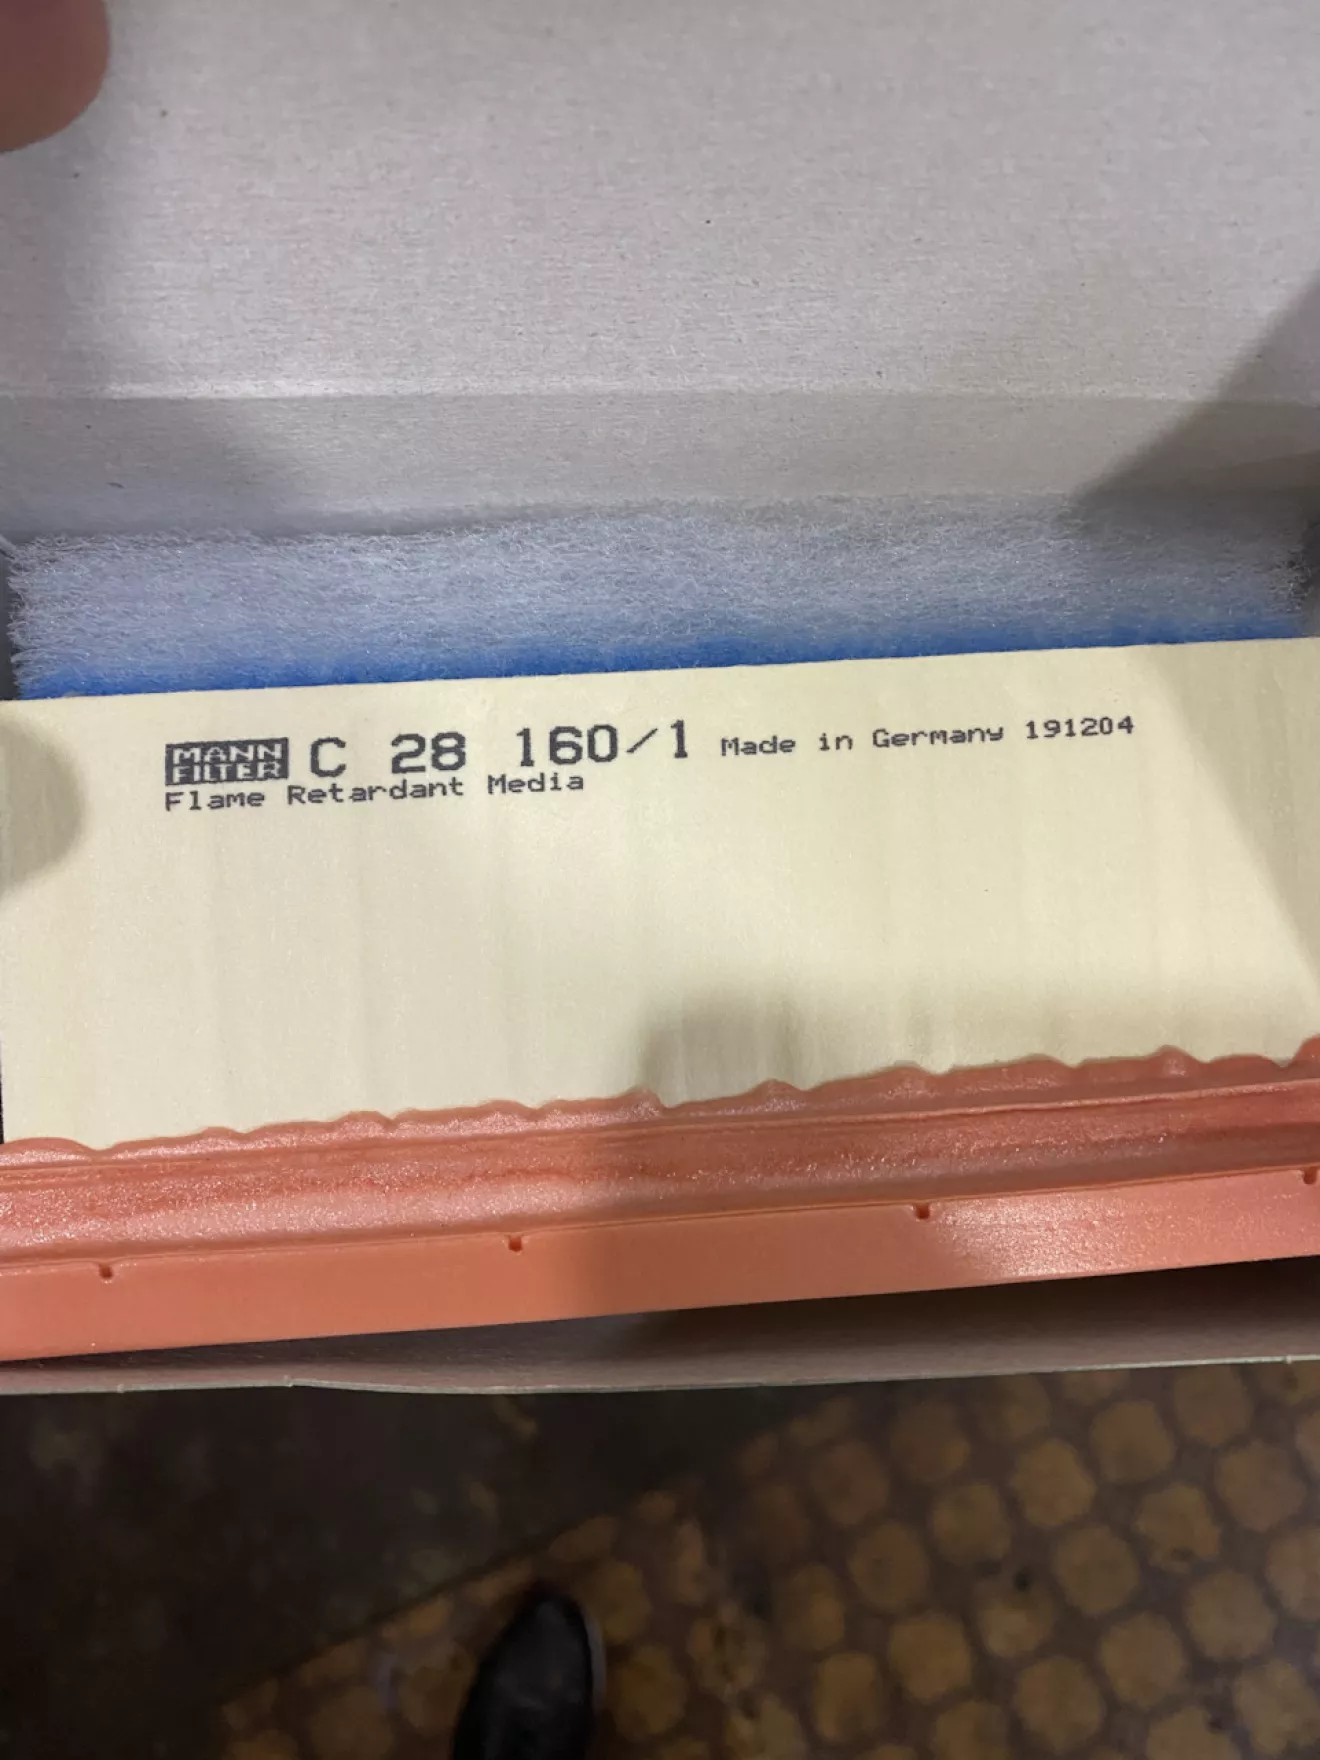 MANN FILTER C 28 160/1 Made in Germany 191204
Flame Retardant Media